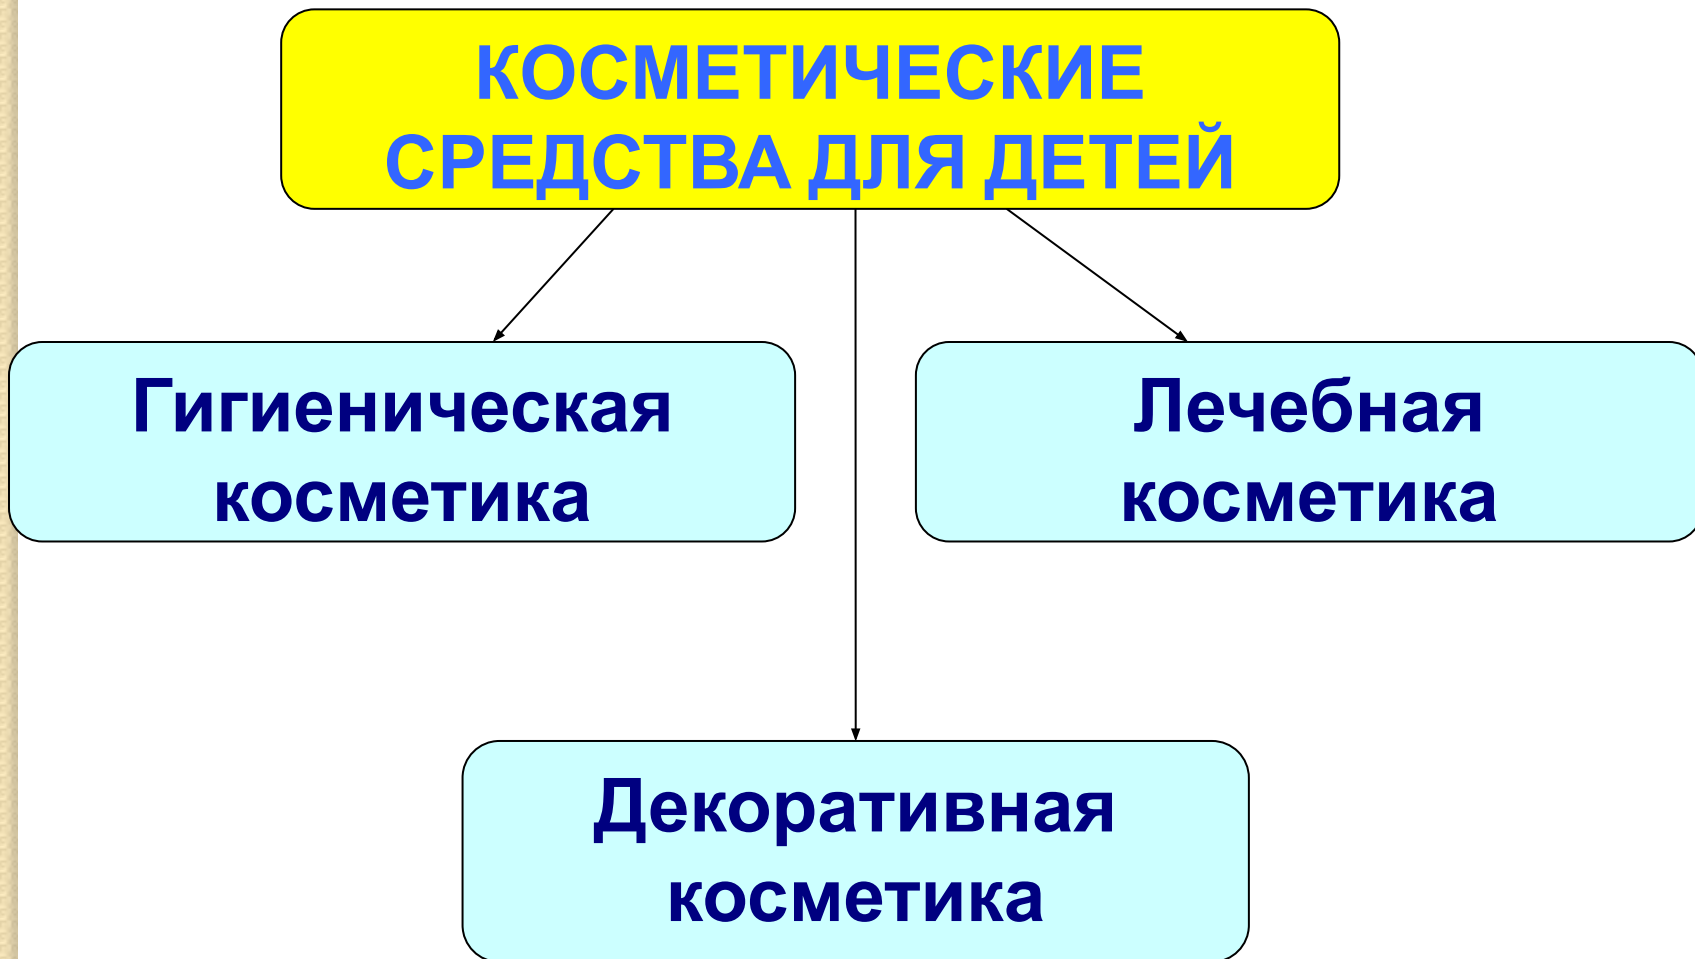 КОСМЕТИЧЕСКИЕ
СРЕДСТВА ДЛЯ ДЕТЕЙ
Гигиеническая
косметика
Лечебная
косметика
Декоративная
косметика